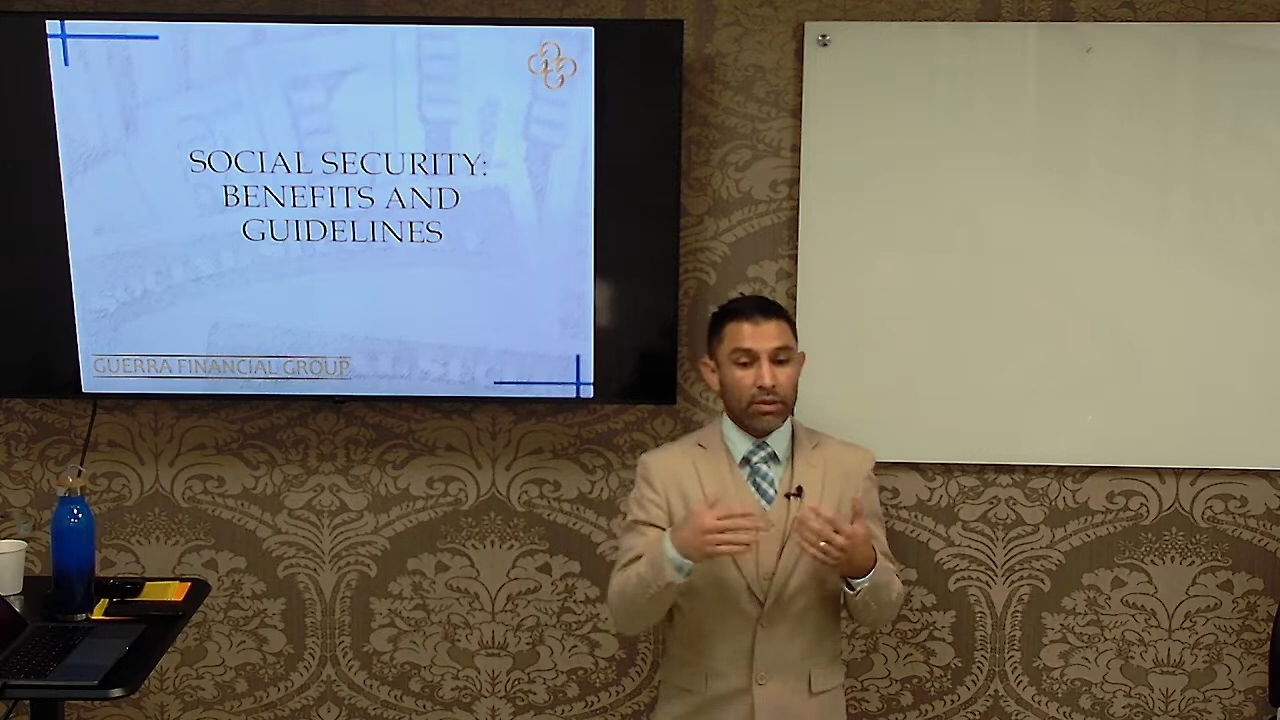 SOCIAL SECURITY:
BENEFITS AND
GUIDELINES
GUERRA FINANCIAL GROUP